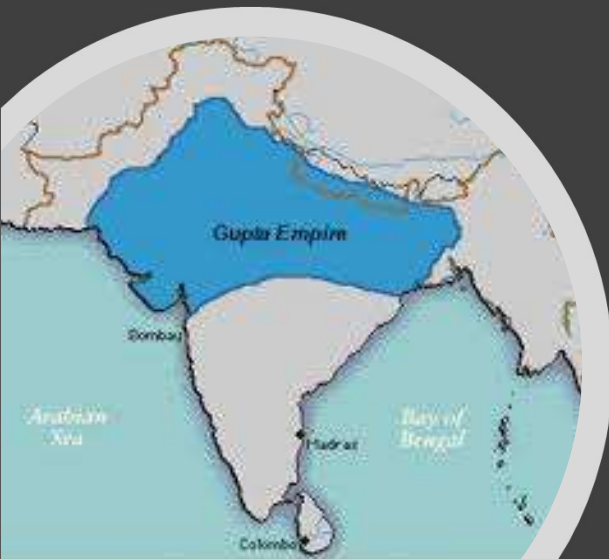 Gupta Empire
Bombay
Arabian
Sea
Bay of
Bengal
Madras
Colombo